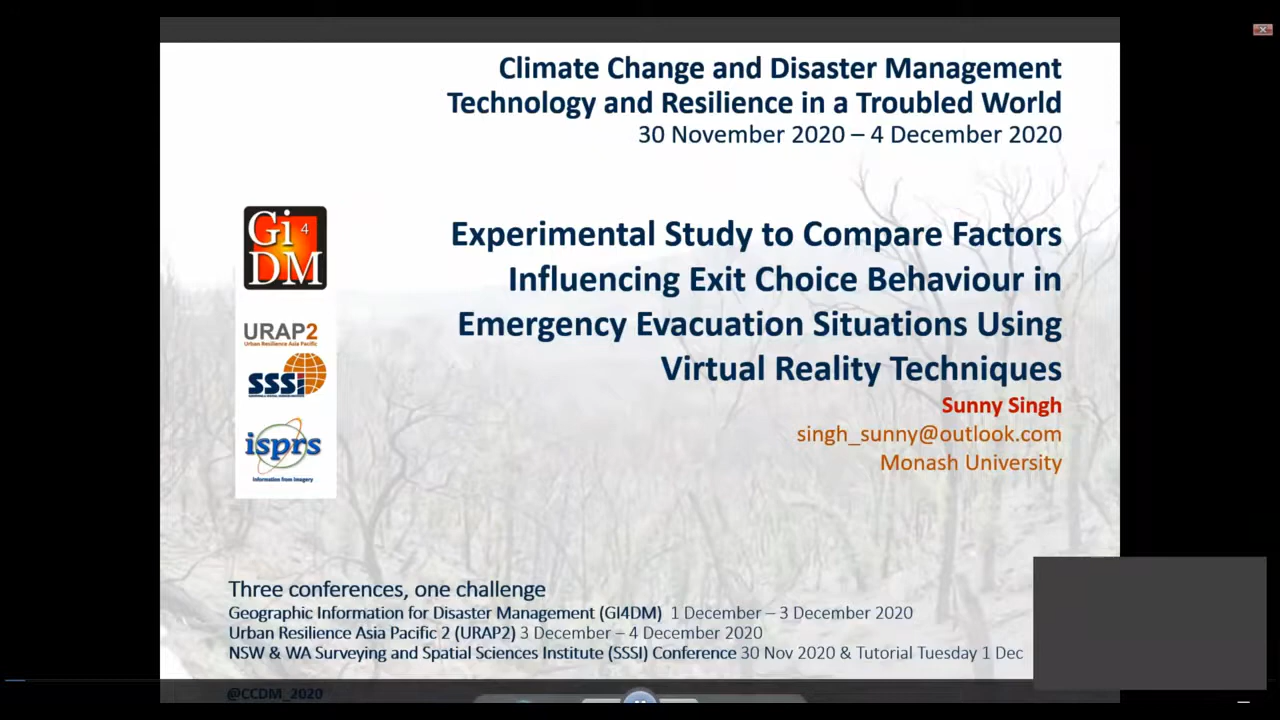 Climate Change and Disaster Management
Technology and Resilience in a Troubled World
30 November 2020 – 4 December 2020
Gi4
DM
Experimental Study to Compare Factors
Influencing Exit Choice Behaviour in
Emergency Evacuation Situations Using
Virtual Reality Techniques
Sunny Singh
singh_sunny@outlook.com
Monash University
URAP2
Urban Resilience Asia Pacific
SSSi
isprs
Information from Imagery
Three conferences, one challenge
Geographic Information for Disaster Management (GI4DM) 1 December – 3 December 2020
Urban Resilience Asia Pacific 2 (URAP2) 3 December – 4 December 2020
NSW & WA Surveying and Spatial Sciences Institute (SSSI) Conference 30 Nov 2020 & Tutorial Tuesday 1 Dec
@CCDM_2020